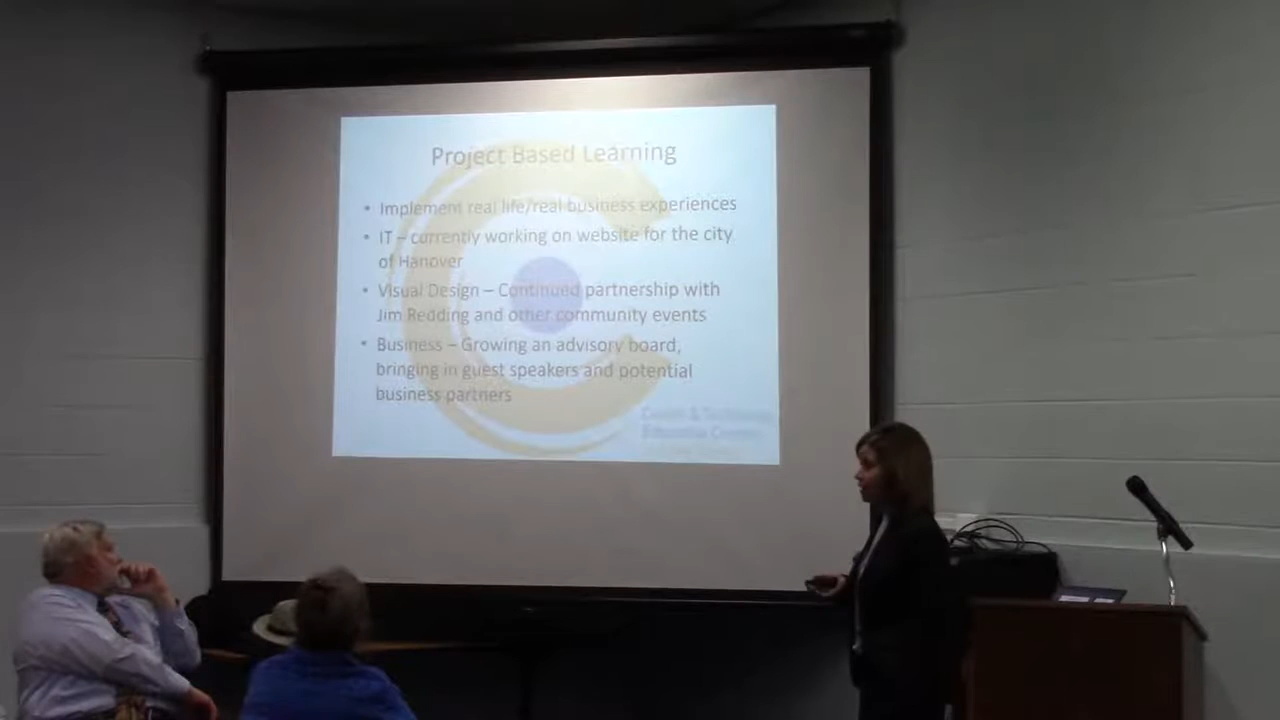 Project Based Learning
• Implement real life/real business experiences
• IT – currently working on website for the city
of Hanover
• Visual Design – Continued partnership with
Jim Redding and other community events
• Business – Growing an advisory board,
bringing in guest speakers and potential
business partners